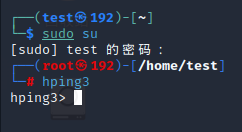 ┌──(test㉿192)-[~]
└─$ sudo su
[sudo] test 的密码：
┌──(root㉿192)-[/home/test]
└─# hping3
hping3>